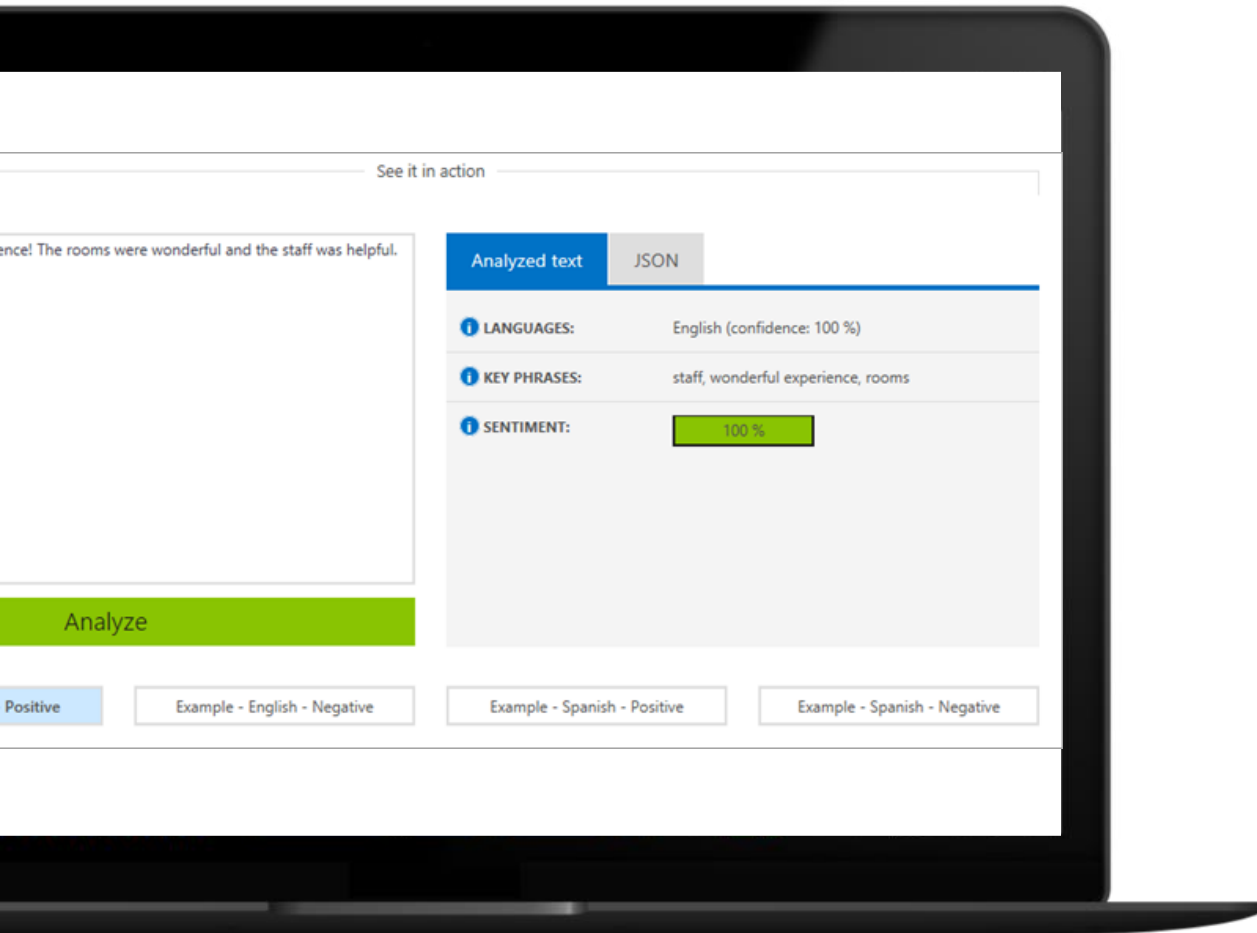 See it in action
ence! The rooms were wonderful and the staff was helpful.
Analyzed text
JSON
LANGUAGES:
English (confidence: 100 %)
KEY PHRASES:
staff, wonderful experience, rooms
SENTIMENT:
100 %
Analyze
Positive
Example - English - Negative
Example - Spanish - Positive
Example - Spanish - Negative